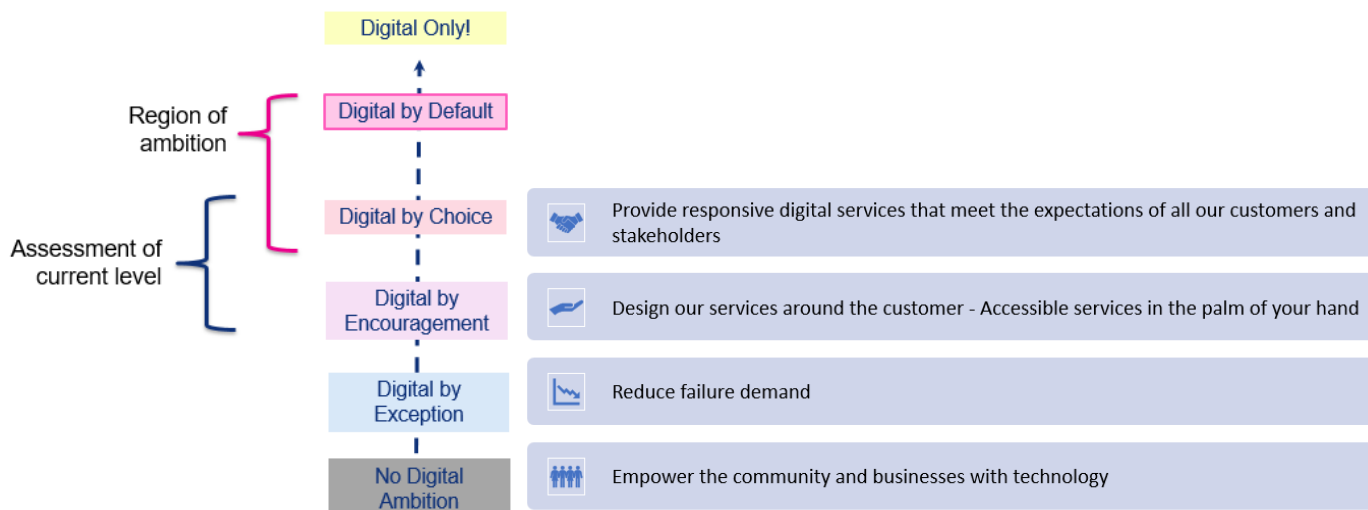 Digital Only!
Region of
ambition
Digital by Default
Assessment of
current level
Digital by Choice
Provide responsive digital services that meet the expectations of all our customers and
stakeholders
Digital by
Encouragement
Design our services around the customer - Accessible services in the palm of your hand
Digital by
Exception
Reduce failure demand
No Digital
Ambition
Empower the community and businesses with technology